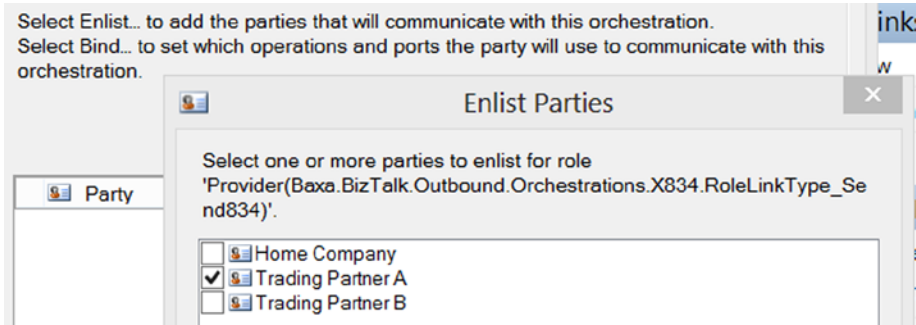 Select Enlist... to add the parties that will communicate with this orchestration.
Select Bind... to set which operations and ports the party will use to communicate with this
orchestration.
Enlist Parties
Select one or more parties to enlist for role
'Provider(Baxa.BizTalk.Outbound.Orchestrations.X834.RoleLinkType_Se
nd834)'.
Party
Home Company
Trading Partner A
Trading Partner B